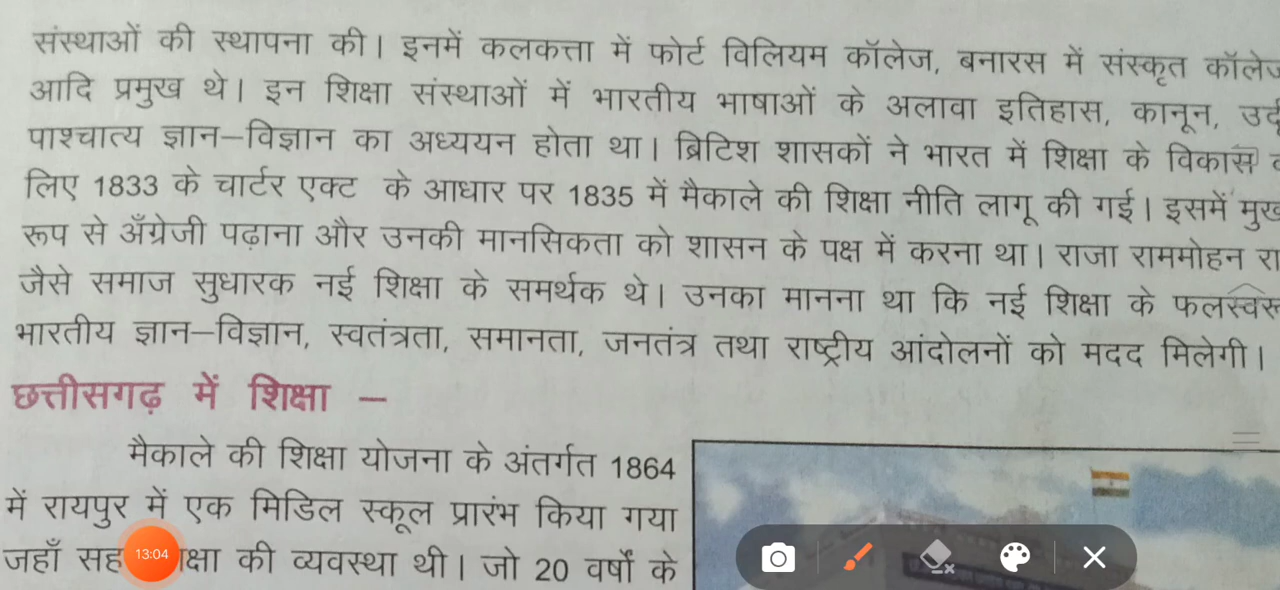 संस्थाओं की स्थापना की। इनमें कलकत्ता में फोर्ट विलियम कॉलेज, बनारस में संस्कृत कॉलेज
आदि प्रमुख थे। इन शिक्षा संस्थाओं में भारतीय भाषाओं के अलावा इतिहास, कानून,
पाश्चात्य ज्ञान–विज्ञान का अध्ययन होता था। ब्रिटिश शासकों ने भारत में शिक्षा के विकास
लिए 1833 के चार्टर एक्ट के आधार पर 1835 में मैकाले की शिक्षा नीति लागू की गई। इसमें
रूप से अँग्रेजी पढ़ाना और उनकी मानसिकता को शासन के पक्ष में करना था। राजा राममोहन
जैसे समाज सुधारक नई शिक्षा के समर्थक थे। उनका मानना था कि नई शिक्षा के
भारतीय ज्ञान–विज्ञान, स्वतंत्रता, समानता, जनतंत्र तथा राष्ट्रीय आंदोलनों को मदद मिलेगी।
छत्तीसगढ़ में शिक्षा –
मैकाले की शिक्षा योजना के अंतर्गत 1864
में रायपुर में एक मिडिल स्कूल प्रारंभ किया गया
जहाँ की व्यवस्था थी। जो 20 वर्षों के
13:04